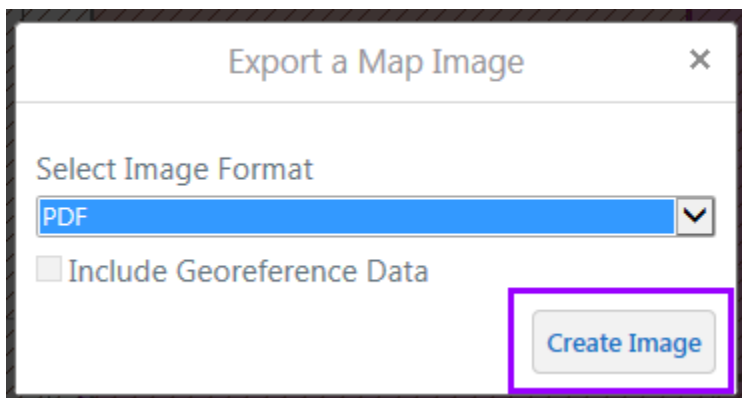 Export a Map Image
Select Image Format
PDF
Include Georeference Data
Create Image